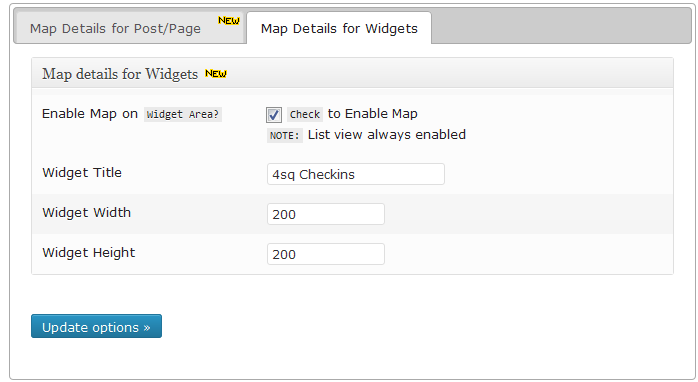 Map Details for Post/Page NEW Map Details for Widgets
Map details for Widgets NEW
Enable Map on Widget Area? Check to Enable Map
NOTE: List view always enabled
Widget Title 4sq Checkins
Widget Width 200
Widget Height 200
Update options »